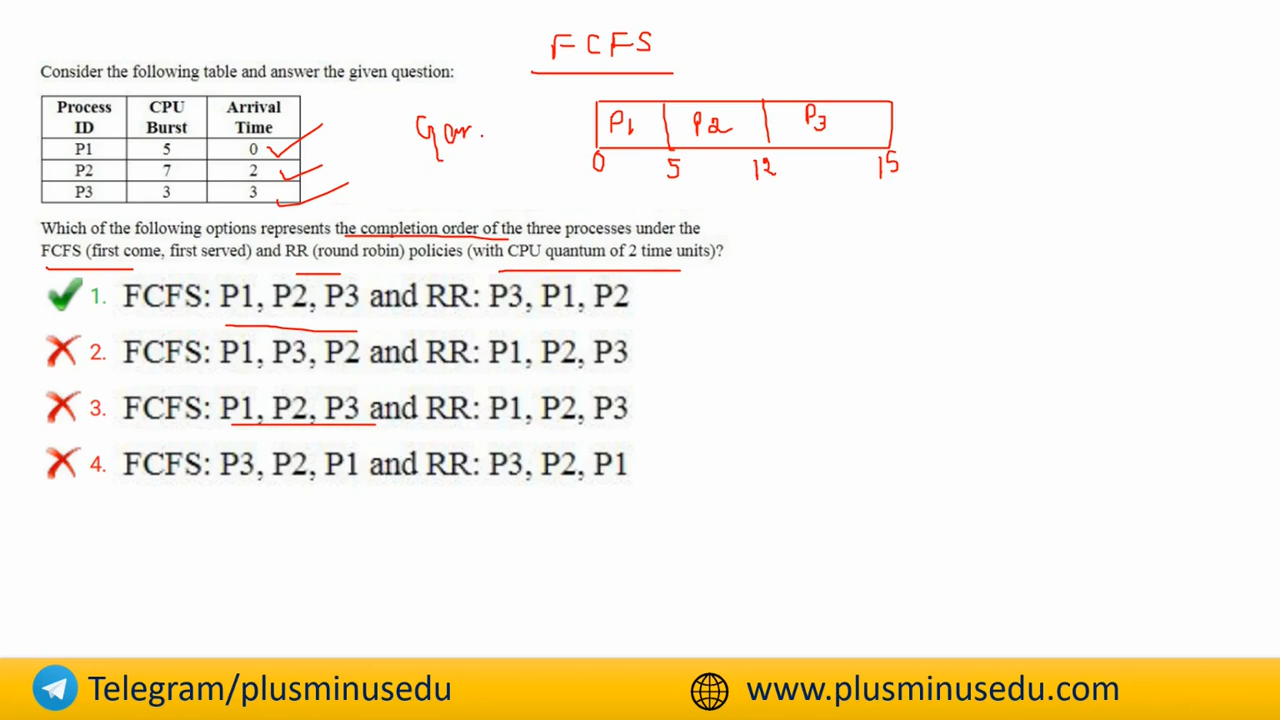 FCFS
Consider the following table and answer the given question:
Process ID CPU Burst Arrival Time
P1 5 0
P2 7 2
P3 3 3
P1 P2 P3
0 5 12 15
Which of the following options represents the completion order of the three processes under the
FCFS (first come, first served) and RR (round robin) policies (with CPU quantum of 2 time units)?
1. FCFS: P1, P2, P3 and RR: P3, P1, P2
2. FCFS: P1, P3, P2 and RR: P1, P2, P3
3. FCFS: P1, P2, P3 and RR: P1, P2, P3
4. FCFS: P3, P2, P1 and RR: P3, P2, P1
Telegram/plusminusedu
www.plusminusedu.com